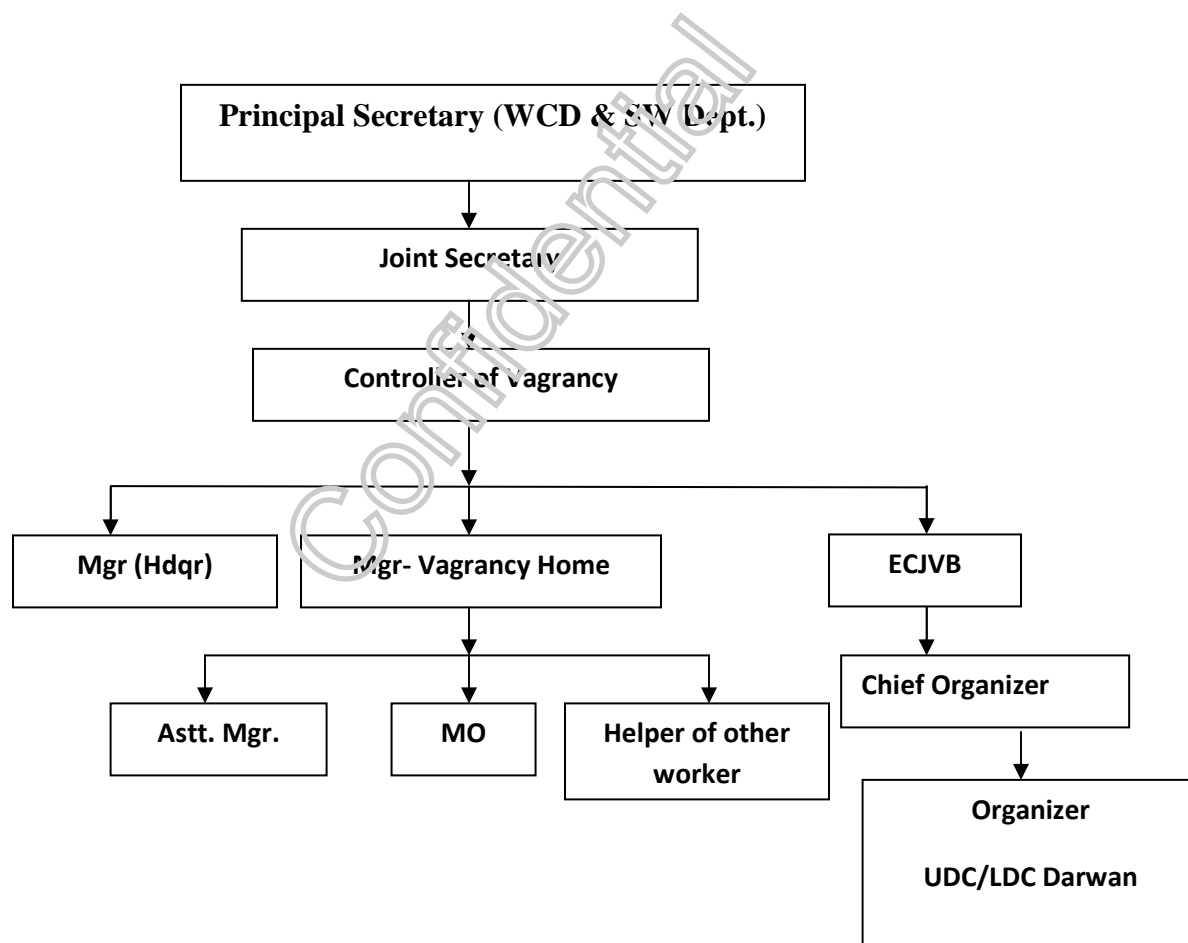 Principal Secretary (WCD & SW Dept.)
Joint Secretary
Controller of Vagrancy
Mgr (Hdqr)
Mgr- Vagrancy Home
ECJVB
Chief Organizer
Astt. Mgr.
MO
Helper of other
worker
Organizer
UDC/LDC Darwan
Confidential